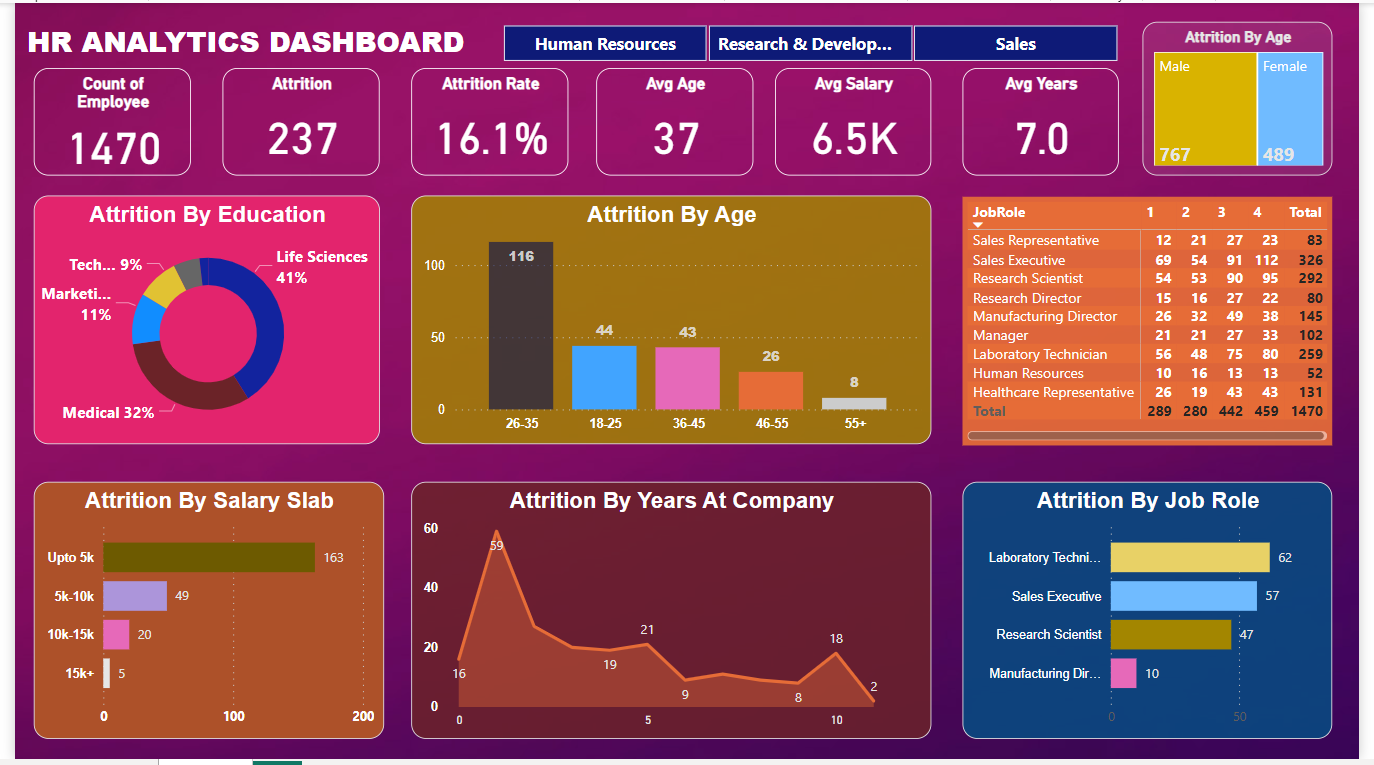 HR ANALYTICS DASHBOARD
Human Resources
Research & Develop...
Sales
Attrition By Age
Male
Female
767
489
Count of
Employee
1470
Attrition
237
Attrition Rate
16.1%
Avg Age
37
Avg Salary
6.5K
Avg Years
7.0
Attrition By Education
Life Sciences
41%
Tech... 9%
Marketi...
11%
Medical 32%
Attrition By Age
100
50
0
116
44
43
26
8
26-35
18-25
36-45
46-55
55+
JobRole 1 2 3 4 Total
Sales Representative 12 21 27 23 83
Sales Executive 69 54 91 112 326
Research Scientist 54 53 90 95 292
Research Director 15 16 27 22 80
Manufacturing Director 26 32 49 38 145
Manager 21 21 27 33 102
Laboratory Technician 56 48 75 80 259
Human Resources 10 16 13 13 52
Healthcare Representative 26 19 43 43 131
Total 289 280 442 459 1470
Attrition By Salary Slab
Upto 5k 163
5k-10k 49
10k-15k 20
15k+ 5
0 100 200
Attrition By Years At Company
60
40
20
0
59
16
19
21
9
8
18
2
0 5 10
Attrition By Job Role
Laboratory Techni... 62
Sales Executive 57
Research Scientist 47
Manufacturing Dir... 10
0 50